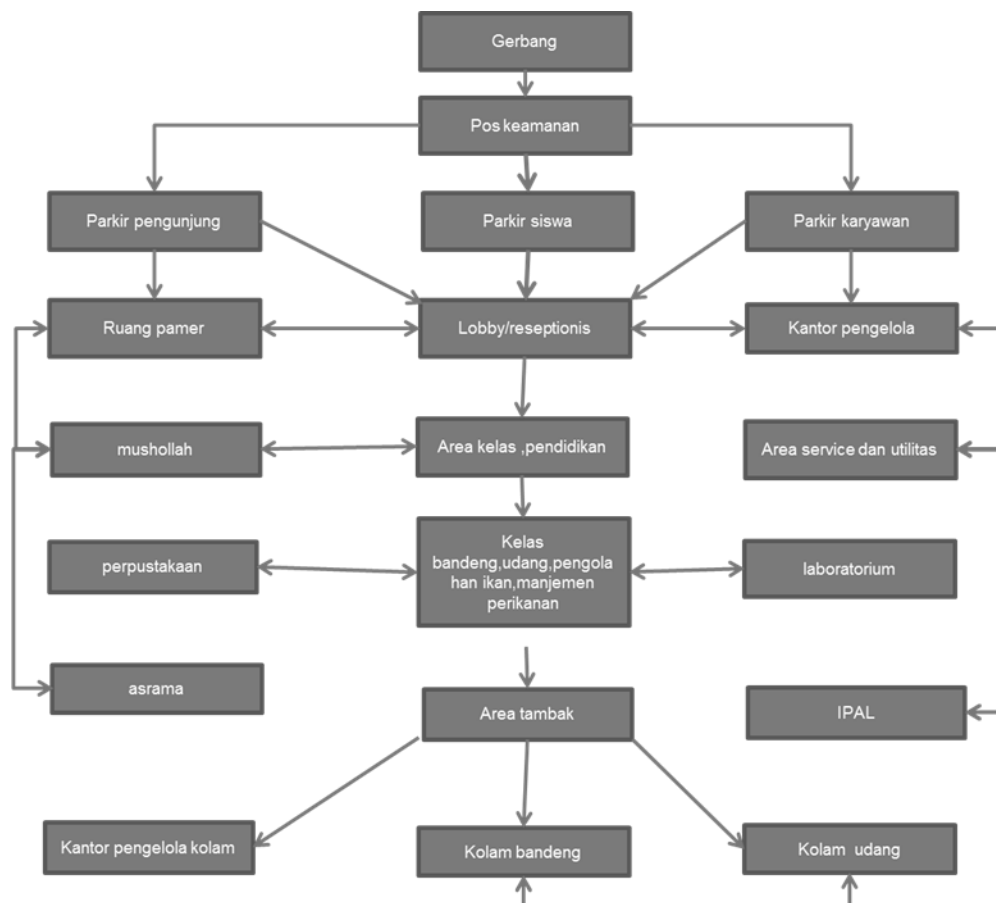 Gerbang
Pos keamanan
Parkir pengunjung
Parkir siswa
Parkir karyawan
Ruang pamer
Lobby/reseptionis
Kantor pengelola
mushollah
Area kelas ,pendidikan
Area service dan utilitas
perpustakaan
Kelas
bandeng,udang,pengola
han ikan,manjemen
perikanan
laboratorium
asrama
Area tambak
IPAL
Kantor pengelola kolam
Kolam bandeng
Kolam  udang